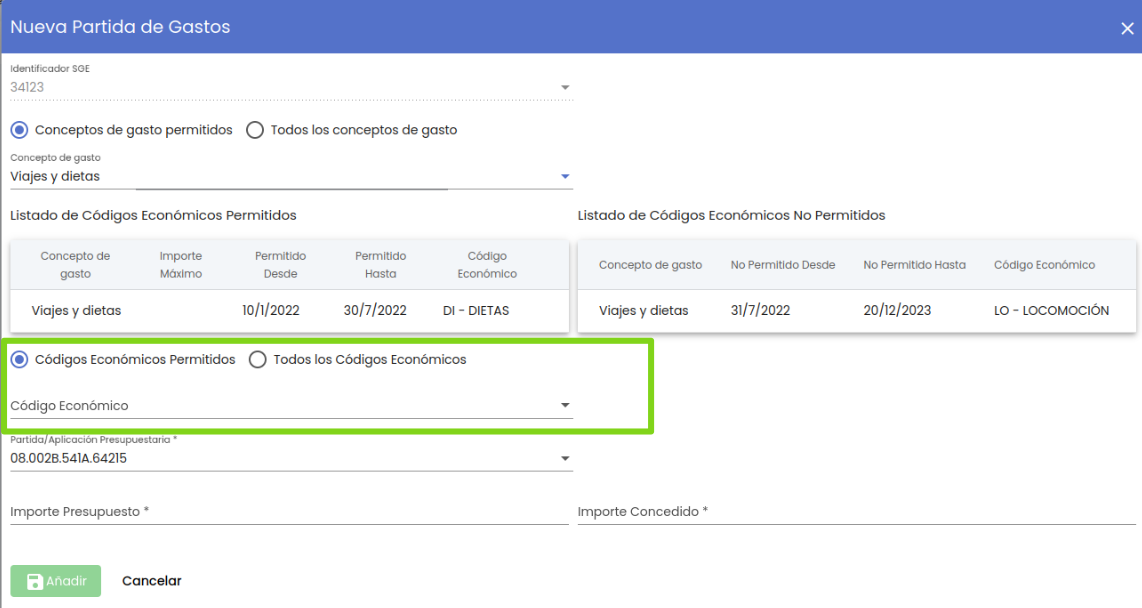 Nueva Partida de Gastos
Identificador SGE
34123
Conceptos de gasto permitidos Todos los conceptos de gasto
Concepto de gasto
Viajes y dietas
Listado de Códigos Económicos Permitidos
Concepto de gasto Importe Máximo Permitido Desde Permitido Hasta Código Económico
Viajes y dietas 10/1/2022 30/7/2022 DI - DIETAS
Listado de Códigos Económicos No Permitidos
Concepto de gasto No Permitido Desde No Permitido Hasta Código Económico
Viajes y dietas 31/7/2022 20/12/2023 LO - LOCOMOCIÓN
Códigos Económicos Permitidos Todos los Códigos Económicos
Código Económico
Partida/Aplicación Presupuestaria *
08.002B.541A.64215
Importe Presupuesto * Importe Concedido *
Añadir Cancelar